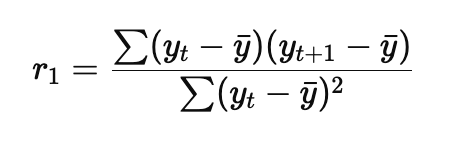 r₁ = ∑(yₜ − ȳ)(yₜ₊₁ − ȳ) / ∑(yₜ − ȳ)²